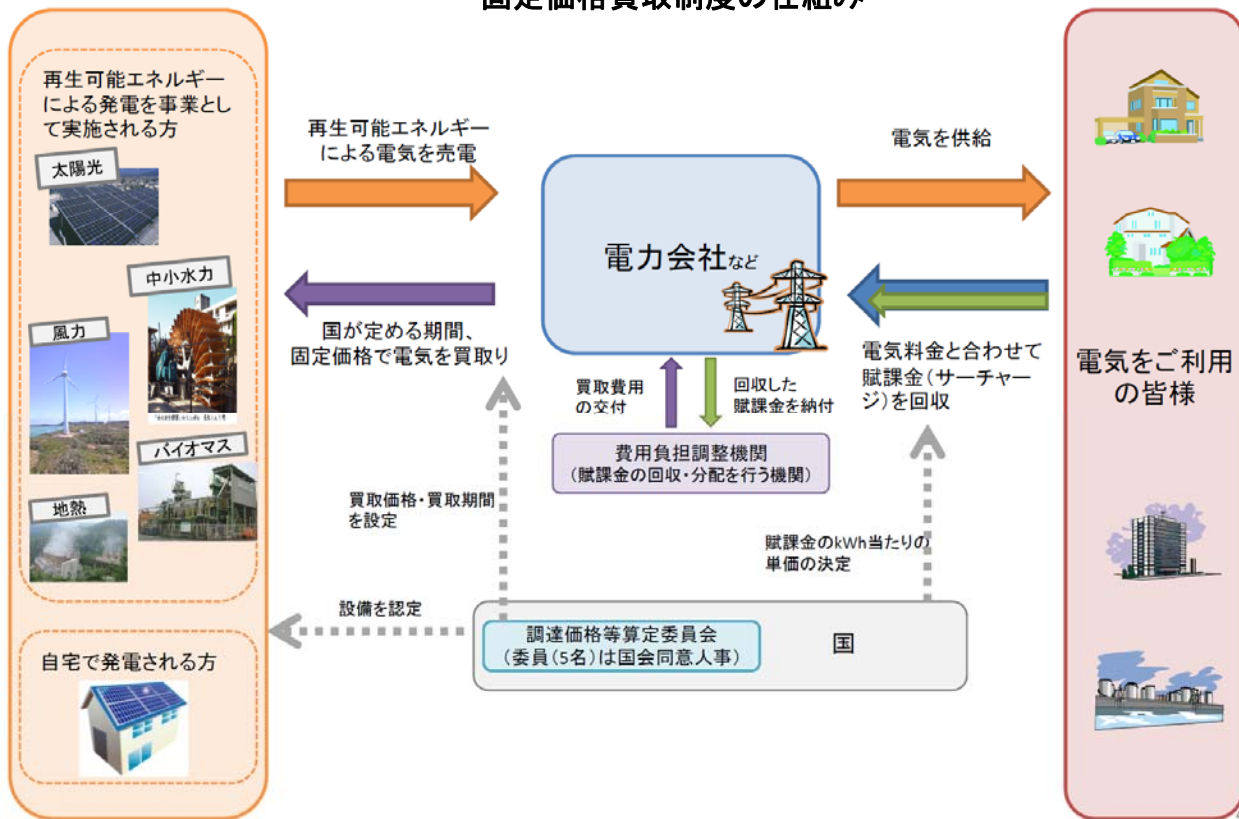 固定価格買取制度の仕組み
再生可能エネルギー
による発電を事業とし
て実施される方
太陽光
中小水力
風力
バイオマス
地熱
自宅で発電される方
再生可能エネルギー
による電気を売電
国が定める期間、
固定価格で電気を買取り
電力会社など
買取費用
の交付
回収した
賦課金を納付
費用負担調整機関
(賦課金の回収・分配を行う機関)
電気を供給
電気料金と合わせて
賦課金(サーチャー
ジ)を回収
電気をご利用
の皆様
買取価格・買取期間
を設定
賦課金のkWh当たりの
単価の決定
設備を認定
調達価格等算定委員会
(委員(5名)は国会同意人事)
国